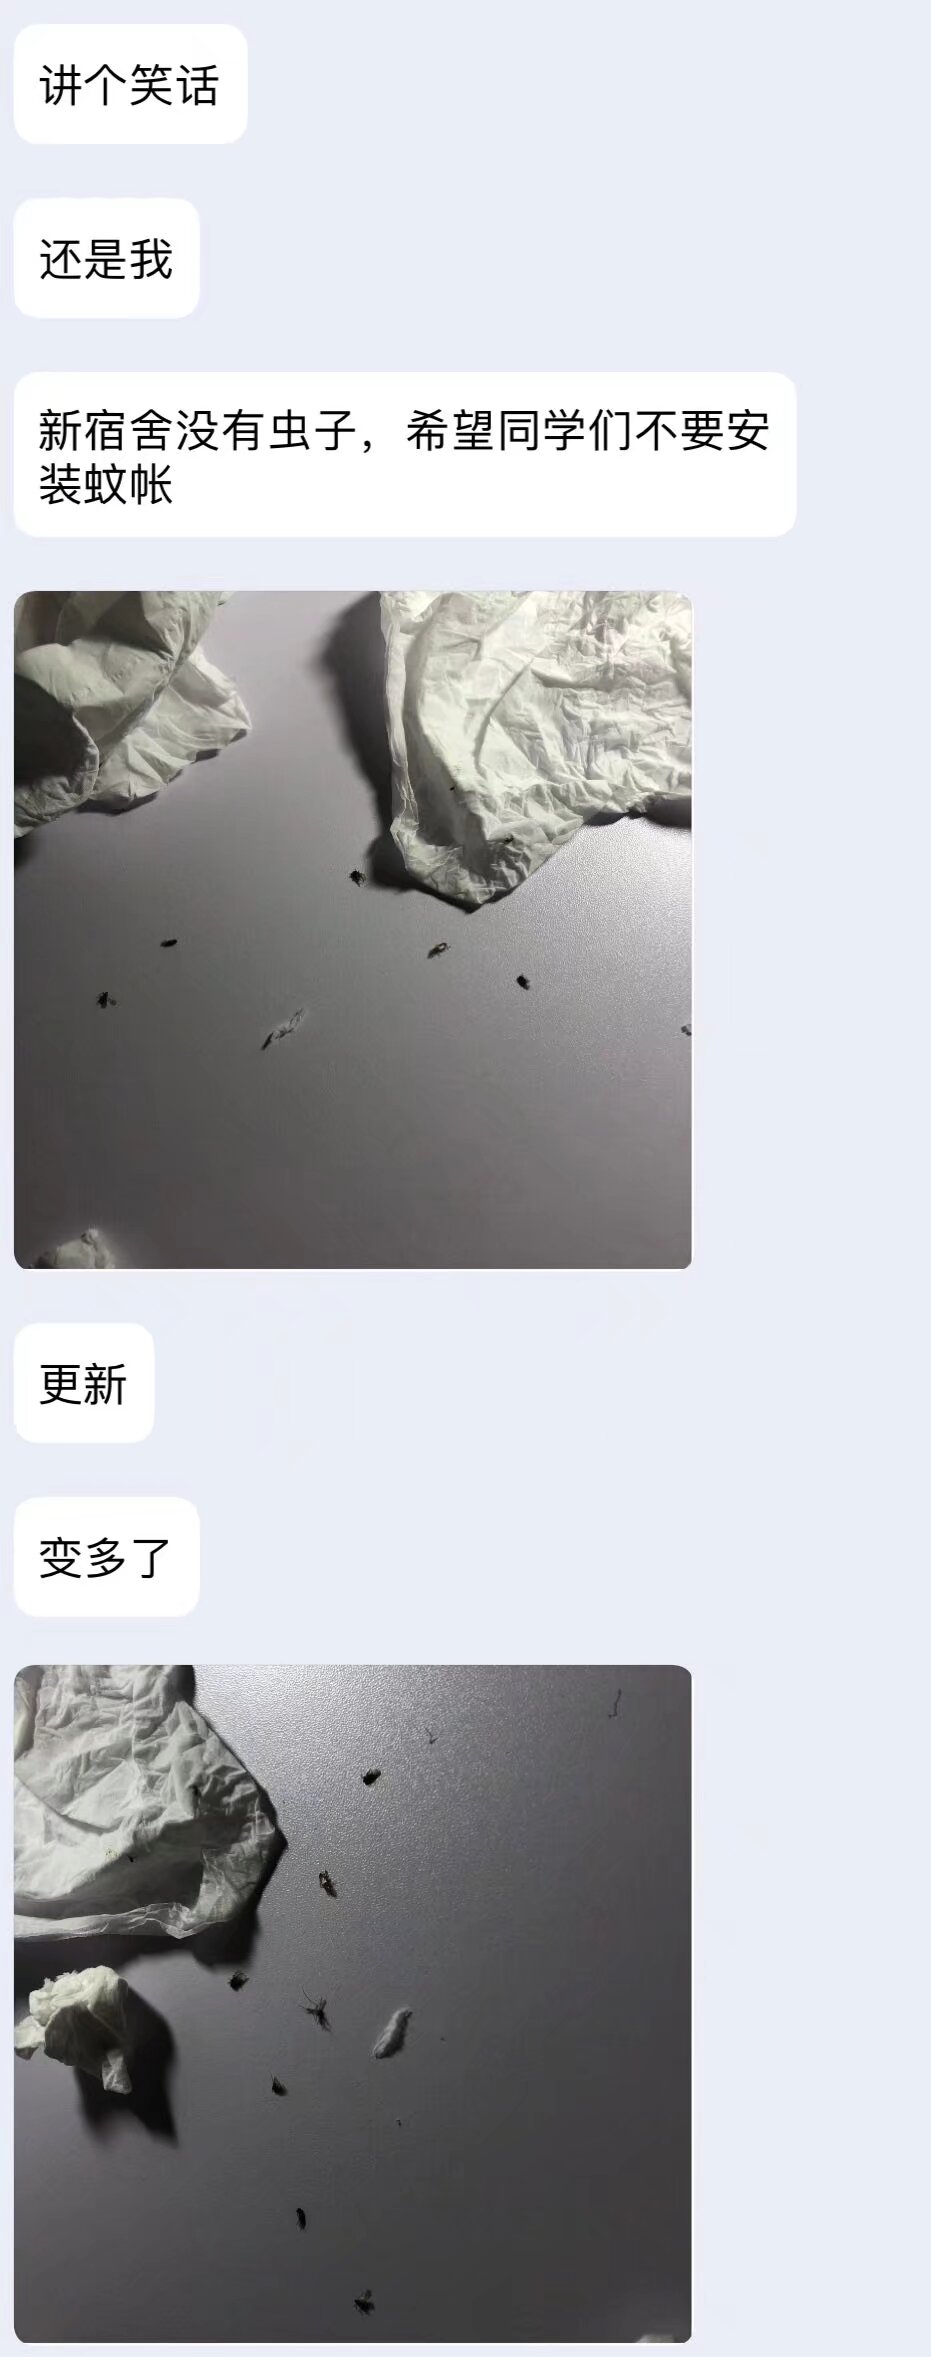 讲个笑话
还是我
新宿舍没有虫子，希望同学们不要安
装蚊帐
更新
变多了